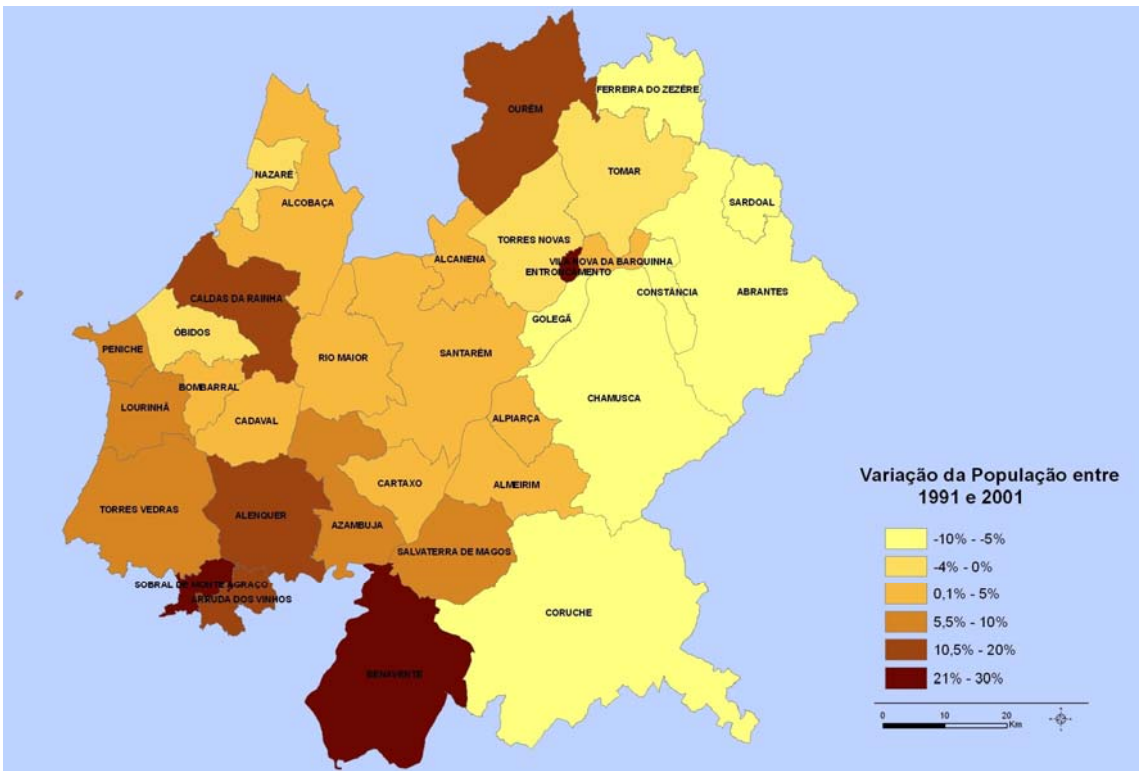 FERREIRA DO ZEZÉRE
OURÉM
NAZARÉ
TOMAR
SARDOAL
ALCOBAÇA
TORRES NOVAS
ALCANENA
VILA NOVA DA BARQUINHA
ENTRONCAMENTO
CONSTÂNCIA
ABRANTES
CALDAS DA RAINHA
GOLEGÃ
ÓBIDOS
PENICHE
RIO MAIOR
SANTARÉM
BOMBARRAL
CHAMUSCA
LOURINHÃ
CADAVAL
ALPIARÇA
CARTAXO
ALMEIRIM
TORRES VEDRAS
ALENQUER
AZAMBUJA
SALVATERRA DE MAGOS
SOBRAL DE MONTE AGRAÇO
ARRUDA DOS VINHOS
CORUCHE
BENAVENTE
Variação da População entre
1991 e 2001
-10% - -5%
-4% - 0%
0,1% - 5%
5,5% - 10%
10,5% - 20%
21% - 30%
0 10 20
Km